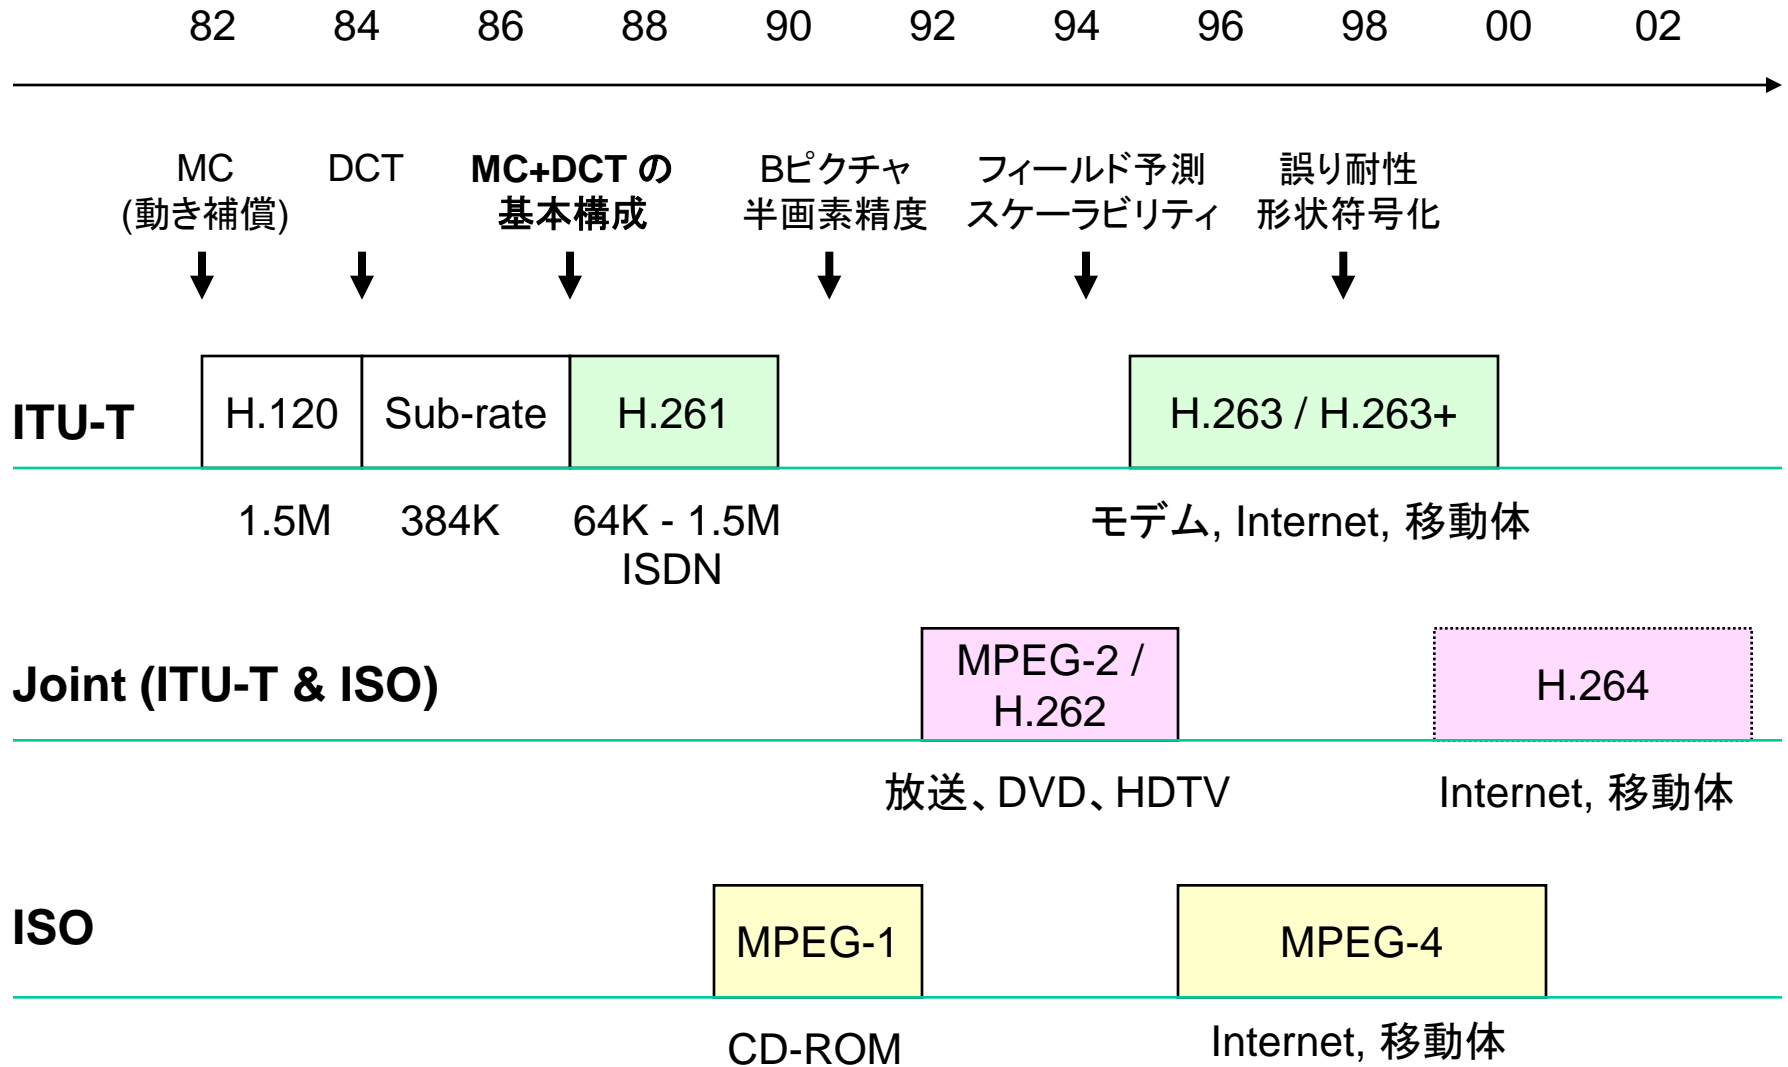 82 84 86 88 90 92 94 96 98 00 02
MC DCT MC+DCT の Bピクチャ フィールド予測 誤り耐性
(動き補償) 基本構成 半画素精度 スケーラビリティ 形状符号化
ITU-T H.120 Sub-rate H.261 H.263 / H.263+
1.5M 384K 64K - 1.5M モデム, Internet, 移動体
ISDN
Joint (ITU-T & ISO) MPEG-2 / H.264
H.262
放送、DVD、HDTV Internet, 移動体
ISO MPEG-1 MPEG-4
CD-ROM Internet, 移動体